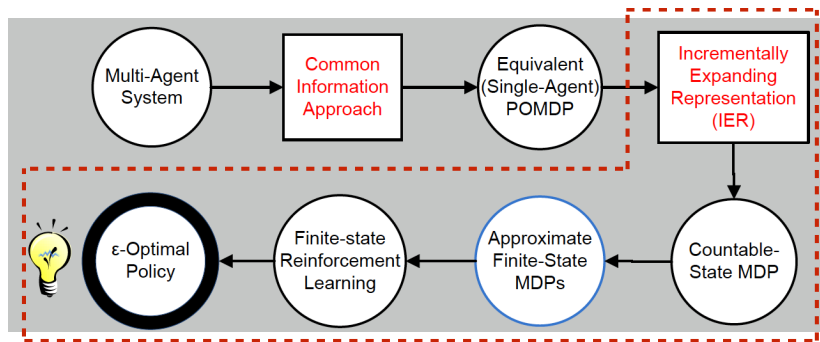 Multi-Agent
System
Common
Information
Approach
Equivalent
(Single-Agent)
POMDP
Incrementally
Expanding
Representation
(IER)
ε-Optimal
Policy
Finite-state
Reinforcement
Learning
Approximate
Finite-State
MDPs
Countable-
State MDP